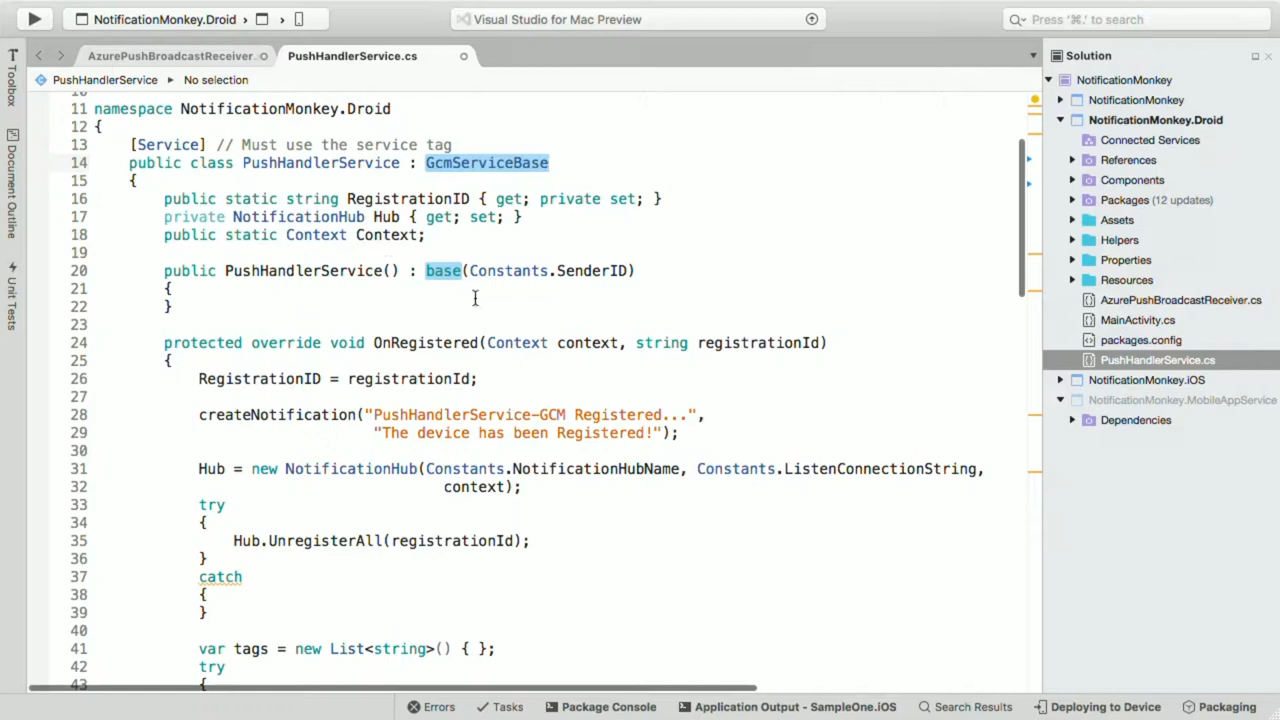 NotificationMonkey.Droid
Visual Studio for Mac Preview
Press '⌘.' to search
Toolbox
Document Outline
Unit Tests
AzurePushBroadcastReceiver
PushHandlerService.cs
PushHandlerService ▸ No selection
11 namespace NotificationMonkey.Droid
12 {
13 [Service] // Must use the service tag
14 public class PushHandlerService : GcmServiceBase
15 {
16 public static string RegistrationID { get; private set; }
17 private NotificationHub Hub { get; set; }
18 public static Context Context;
19
20 public PushHandlerService() : base(Constants.SenderID)
21 {
22 }
23
24 protected override void OnRegistered(Context context, string registrationId)
25 {
26 RegistrationID = registrationId;
27
28 createNotification("PushHandlerService-GCM Registered...",
29 "The device has been Registered!");
30
31 Hub = new NotificationHub(Constants.NotificationHubName, Constants.ListenConnectionString,
32 context);
33 try
34 {
35 Hub.UnregisterAll(registrationId);
36 }
37 catch
38 {
39 }
40
41 var tags = new List<string>() { };
42 try
43 {
Solution
NotificationMonkey
NotificationMonkey
NotificationMonkey.Droid
Connected Services
References
Components
Packages (12 updates)
Assets
Helpers
Properties
Resources
AzurePushBroadcastReceiver.cs
MainActivity.cs
packages.config
PushHandlerService.cs
NotificationMonkey.iOS
NotificationMonkey.MobileAppService
Dependencies
Errors
Tasks
Package Console
Application Output - SampleOne.iOS
Search Results
Deploying to Device
Packaging